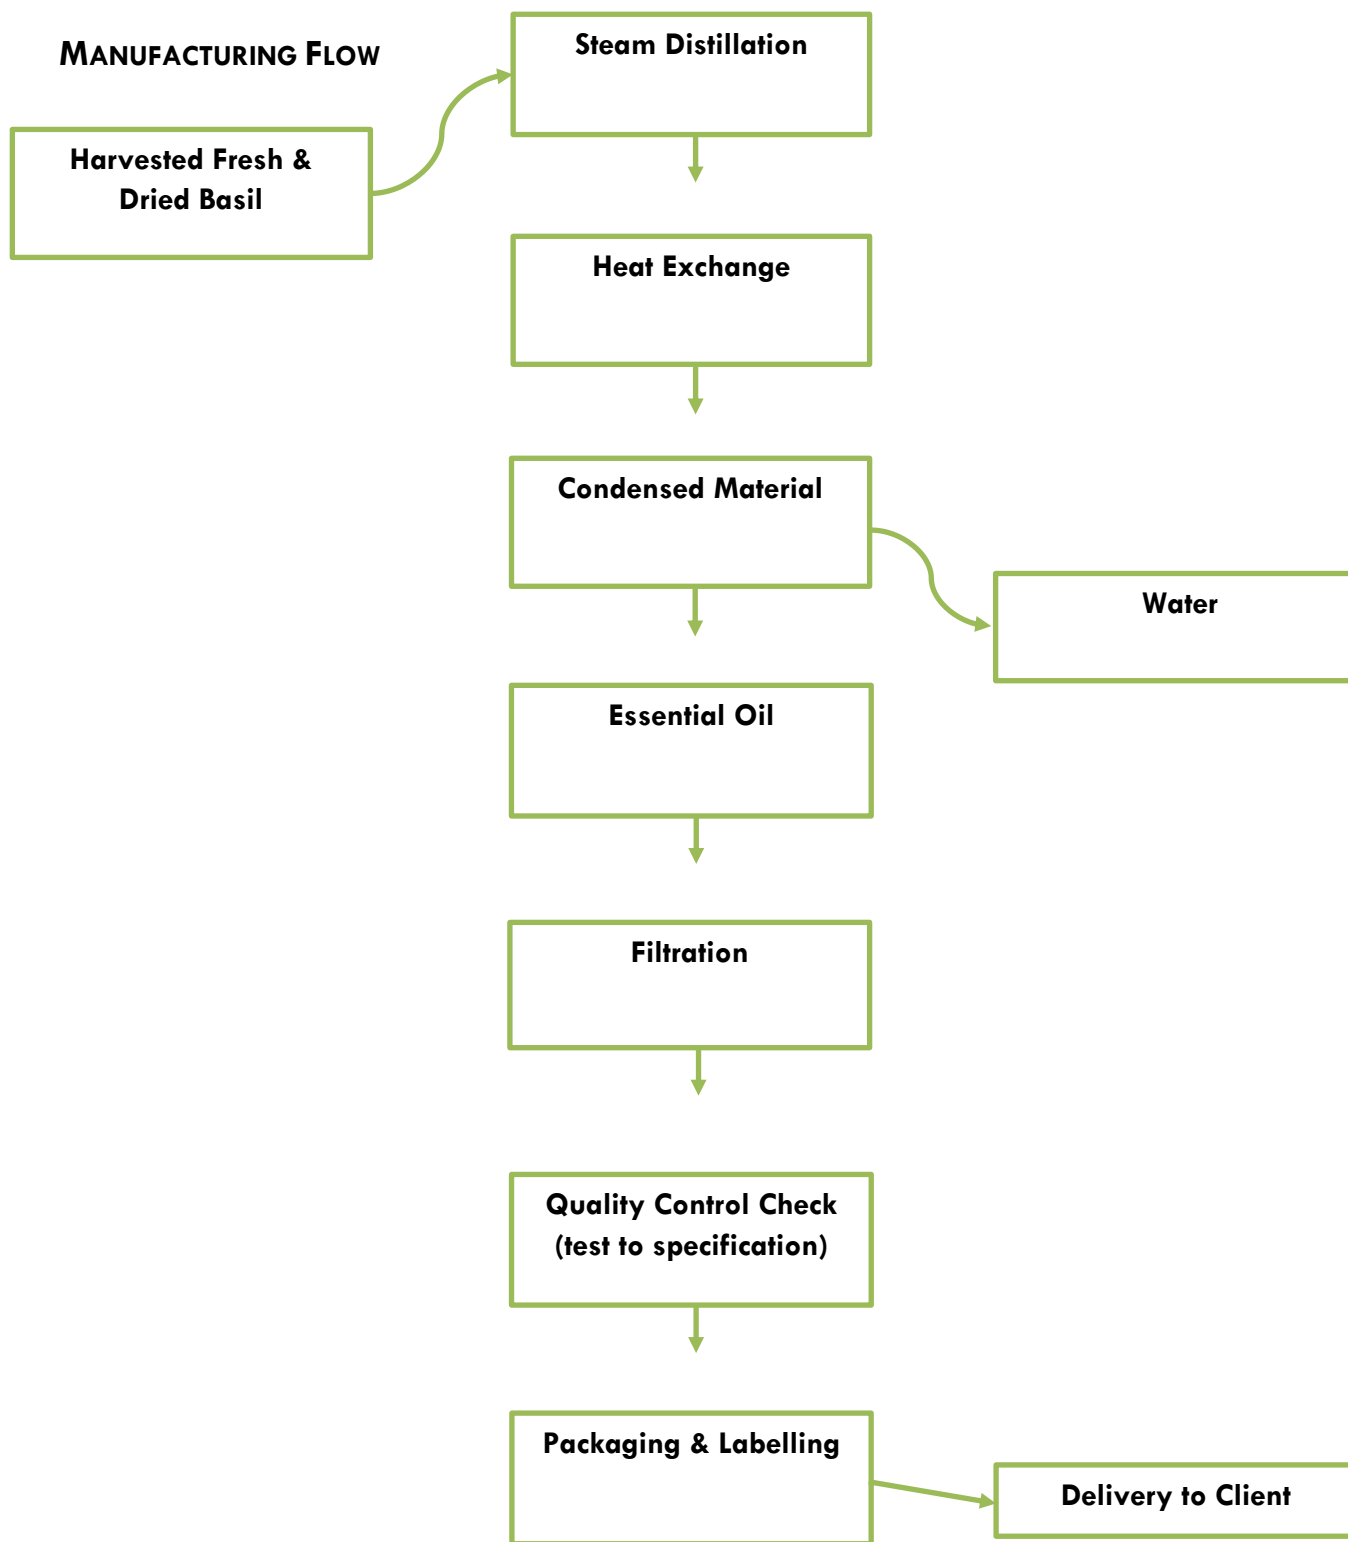 MANUFACTURING FLOW
Harvested Fresh &
Dried Basil
Steam Distillation
Heat Exchange
Condensed Material
Water
Essential Oil
Filtration
Quality Control Check
(test to specification)
Packaging & Labelling
Delivery to Client